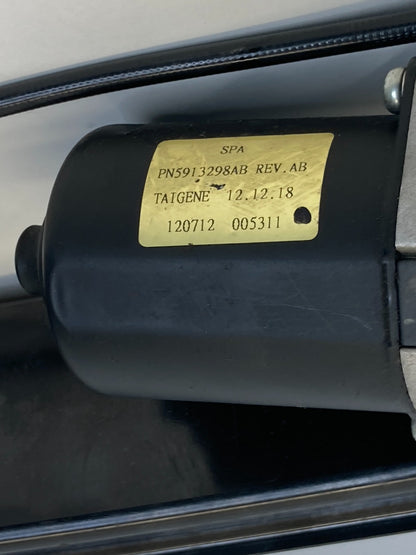 SPA
PN5913298AB REV.AB
TAIGENE 12.12.18
120712 005311